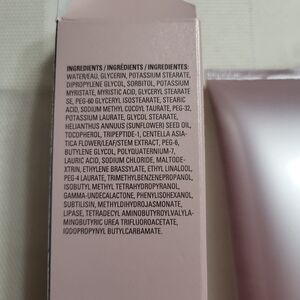 INGREDIENTS / INGRÉDIENTS / INGREDIENTES:
WATER/EAU, GLYCERIN, POTASSIUM STEARATE,
DIPROPYLENE GLYCOL, SORBITOL, POTASSIUM
MYRISTATE, MYRISTIC ACID, GLYCERYL STEARATE
SE, PEG-60 GLYCERYL ISOSTEARATE, STEARIC
ACID, SODIUM METHYL COCOYL TAURATE, PEG-32,
POTASSIUM LAURATE, GLYCOL STEARATE,
HELIANTHUS ANNUUS (SUNFLOWER) SEED OIL,
TOCOPHEROL, TRIPEPTIDE-1, CENTELLA ASIA-
TICA FLOWER/LEAF/STEM EXTRACT, PEG-6,
BUTYLENE GLYCOL, POLYQUATERNIUM-7,
LAURIC ACID, SODIUM CHLORIDE, MALTODE-
XTRIN, ETHYLENE BRASSYLATE, ETHYL LINALOOL,
PEG-4 LAURATE, TRIMETHYLBENZENEPROPANOL,
ISOBUTYL METHYL TETRAHYDROPYRANOL,
GAMMA-UNDECALACTONE, PHENYLISOHEXANOL,
SUBTILISIN, METHYLDIHYDROJASMONATE,
LIPASE, TETRADECYL AMINOBUTYROYLVALYLA-
MINOBUTYRIC UREA TRIFLUOROACETATE,
IODOPROPYNYL BUTYLCARBAMATE.